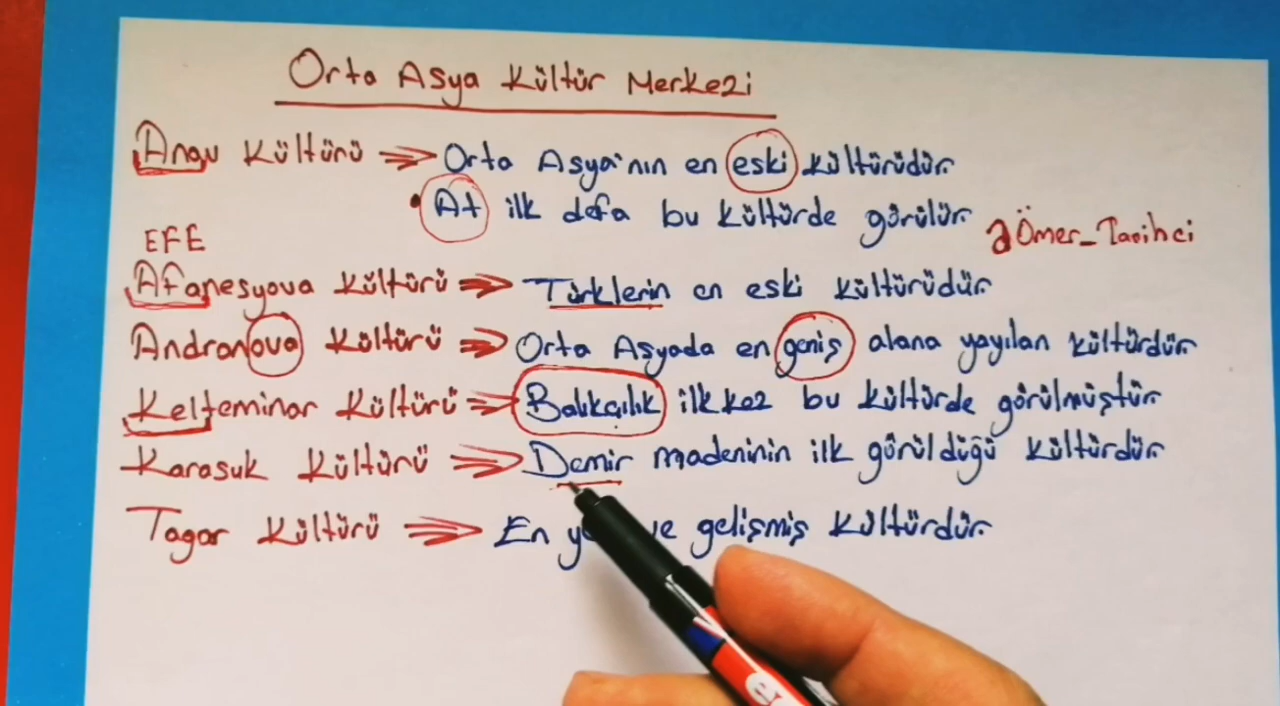 Orta Asya Kültür Merkezi
Anau Kültürü ⇒ Orta Asya'nın en eski kültürüdür.
• At ilk defa bu kültürde görülür
@Ömer_Tarihci
EFE
Afanesyova Kültürü ⇒ Türklerin en eski kültürüdür.
Andranova Kültürü ⇒ Orta Asyada en geniş alana yayılan kültürdür.
Kelteminar Kültürü ⇒ Balıkçılık ilk kez bu kültürde görülmüştür.
Karasuk Kültürü ⇒ Demir madeninin ilk görüldüğü kültürdür.
Tagar Kültürü ⇒ En gelişmiş kültürdür.